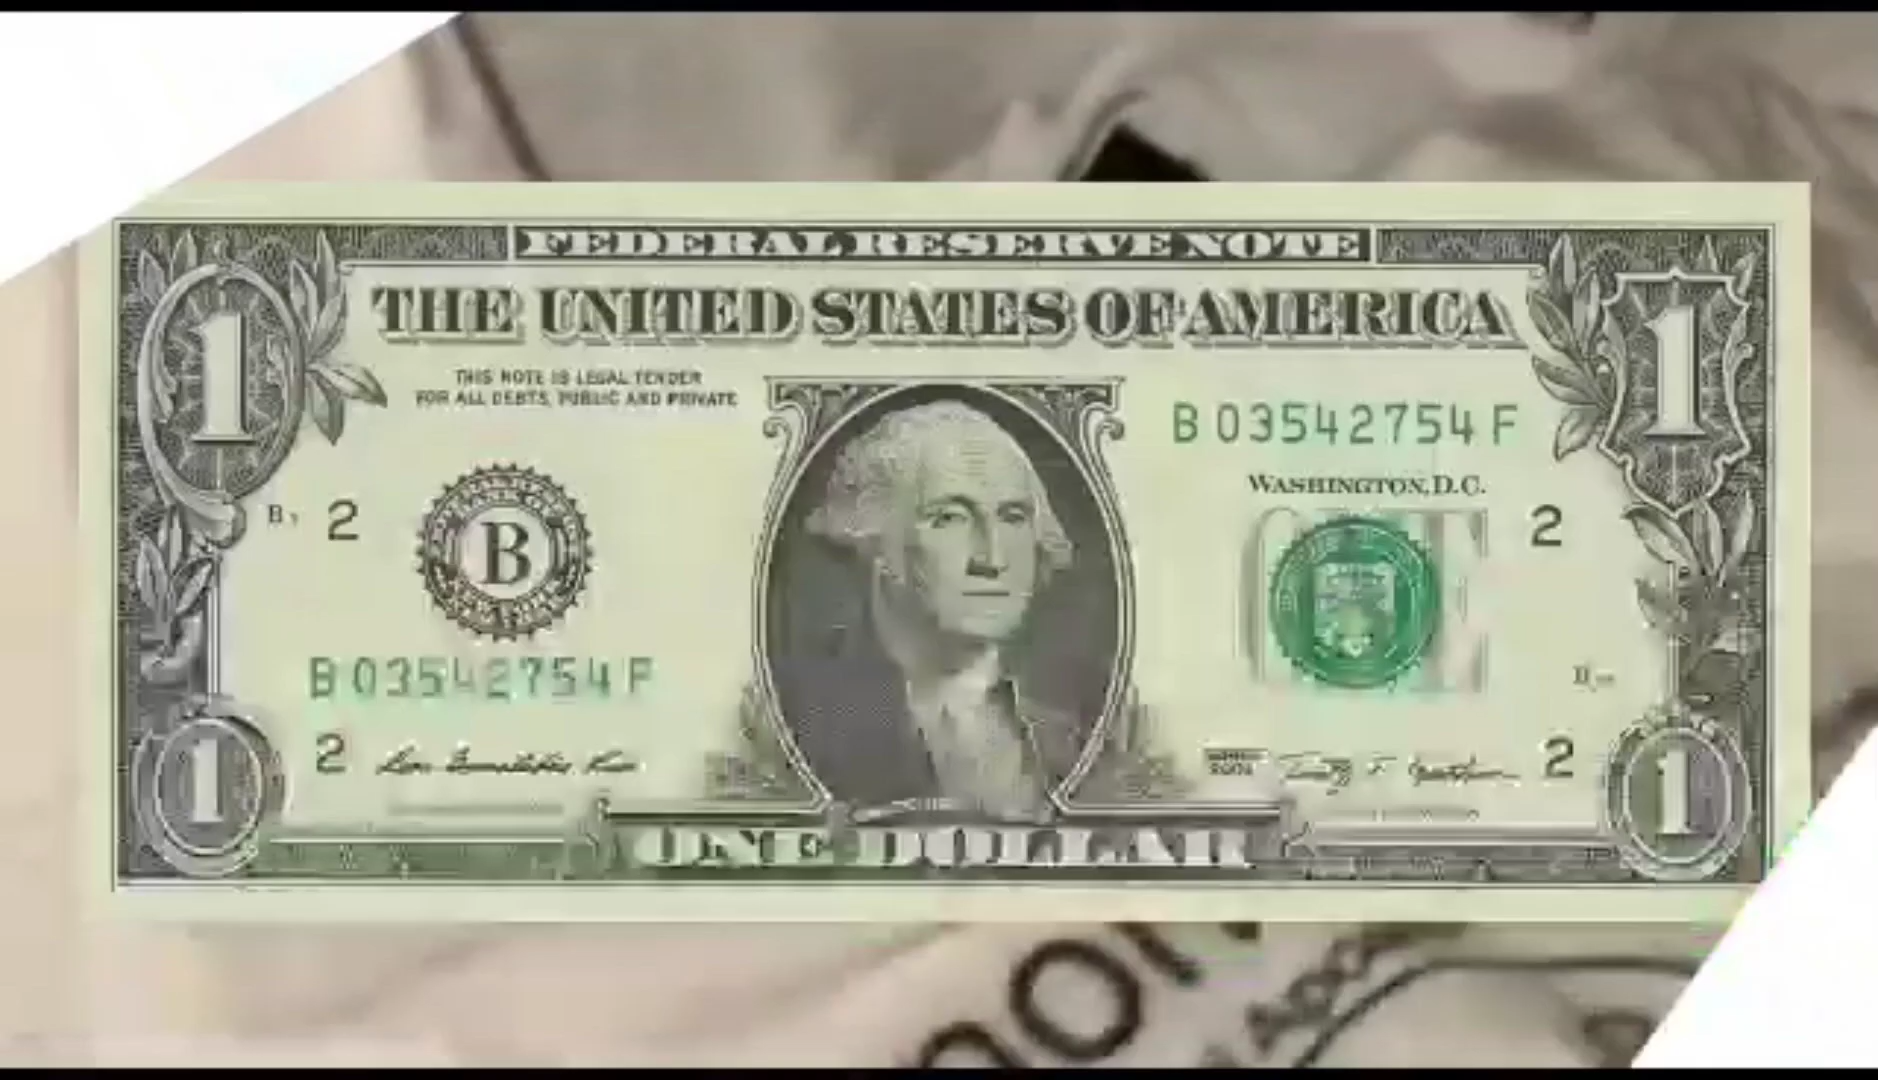 FEDERAL RESERVE NOTE
1
1
THE UNITED STATES OF AMERICA
THIS NOTE IS LEGAL TENDER
FOR ALL DEBTS, PUBLIC AND PRIVATE
B 03542754 F
WASHINGTON, D.C.
2
B
2
B 03542754 F
2
2
1
ONE DOLLAR
1